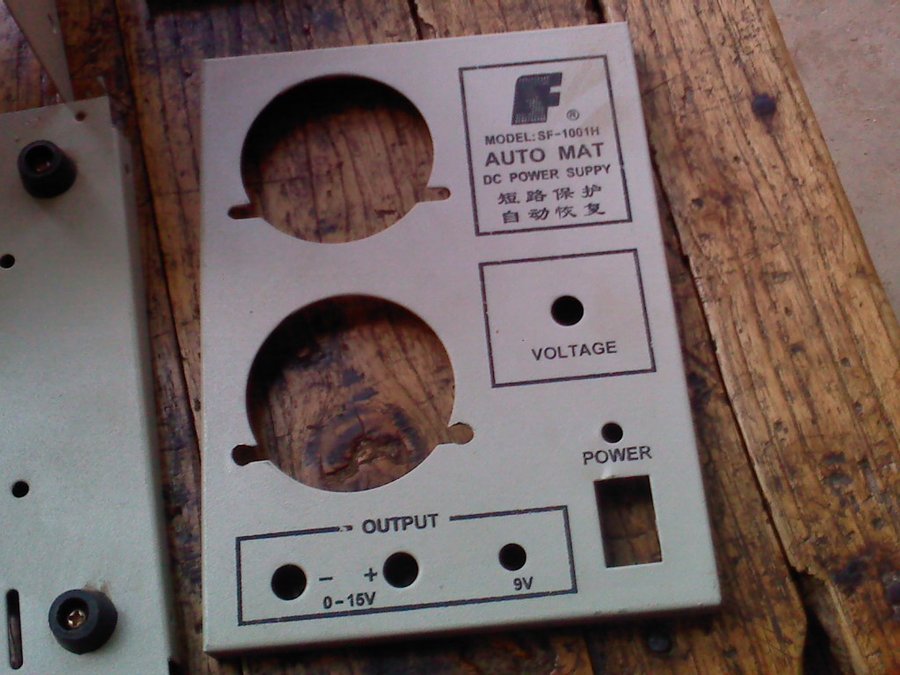 SF®
MODEL:SF-1001H
AUTO MAT
DC POWER SUPPY
短路保护
自动恢复
VOLTAGE
POWER
OUTPUT
- +
0-15V
9V